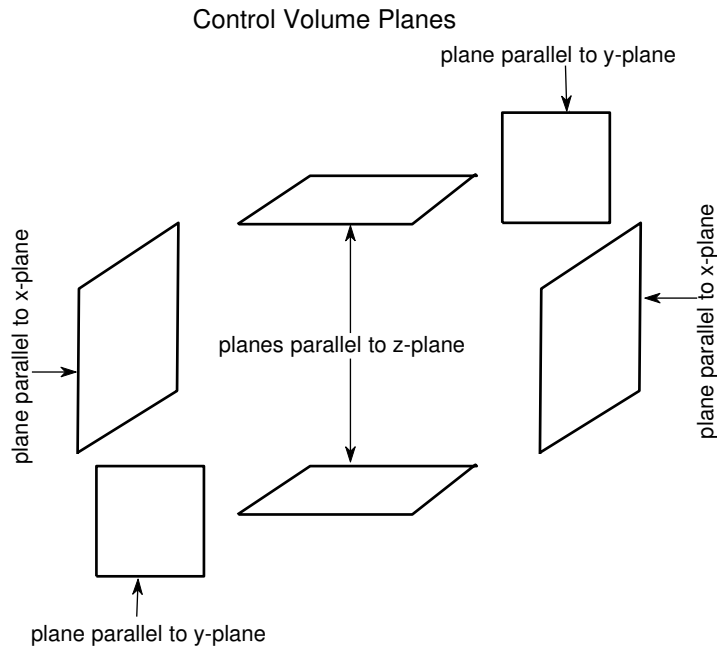 Control Volume Planes
plane parallel to y-plane
plane parallel to x-plane
planes parallel to z-plane
plane parallel to x-plane
plane parallel to y-plane